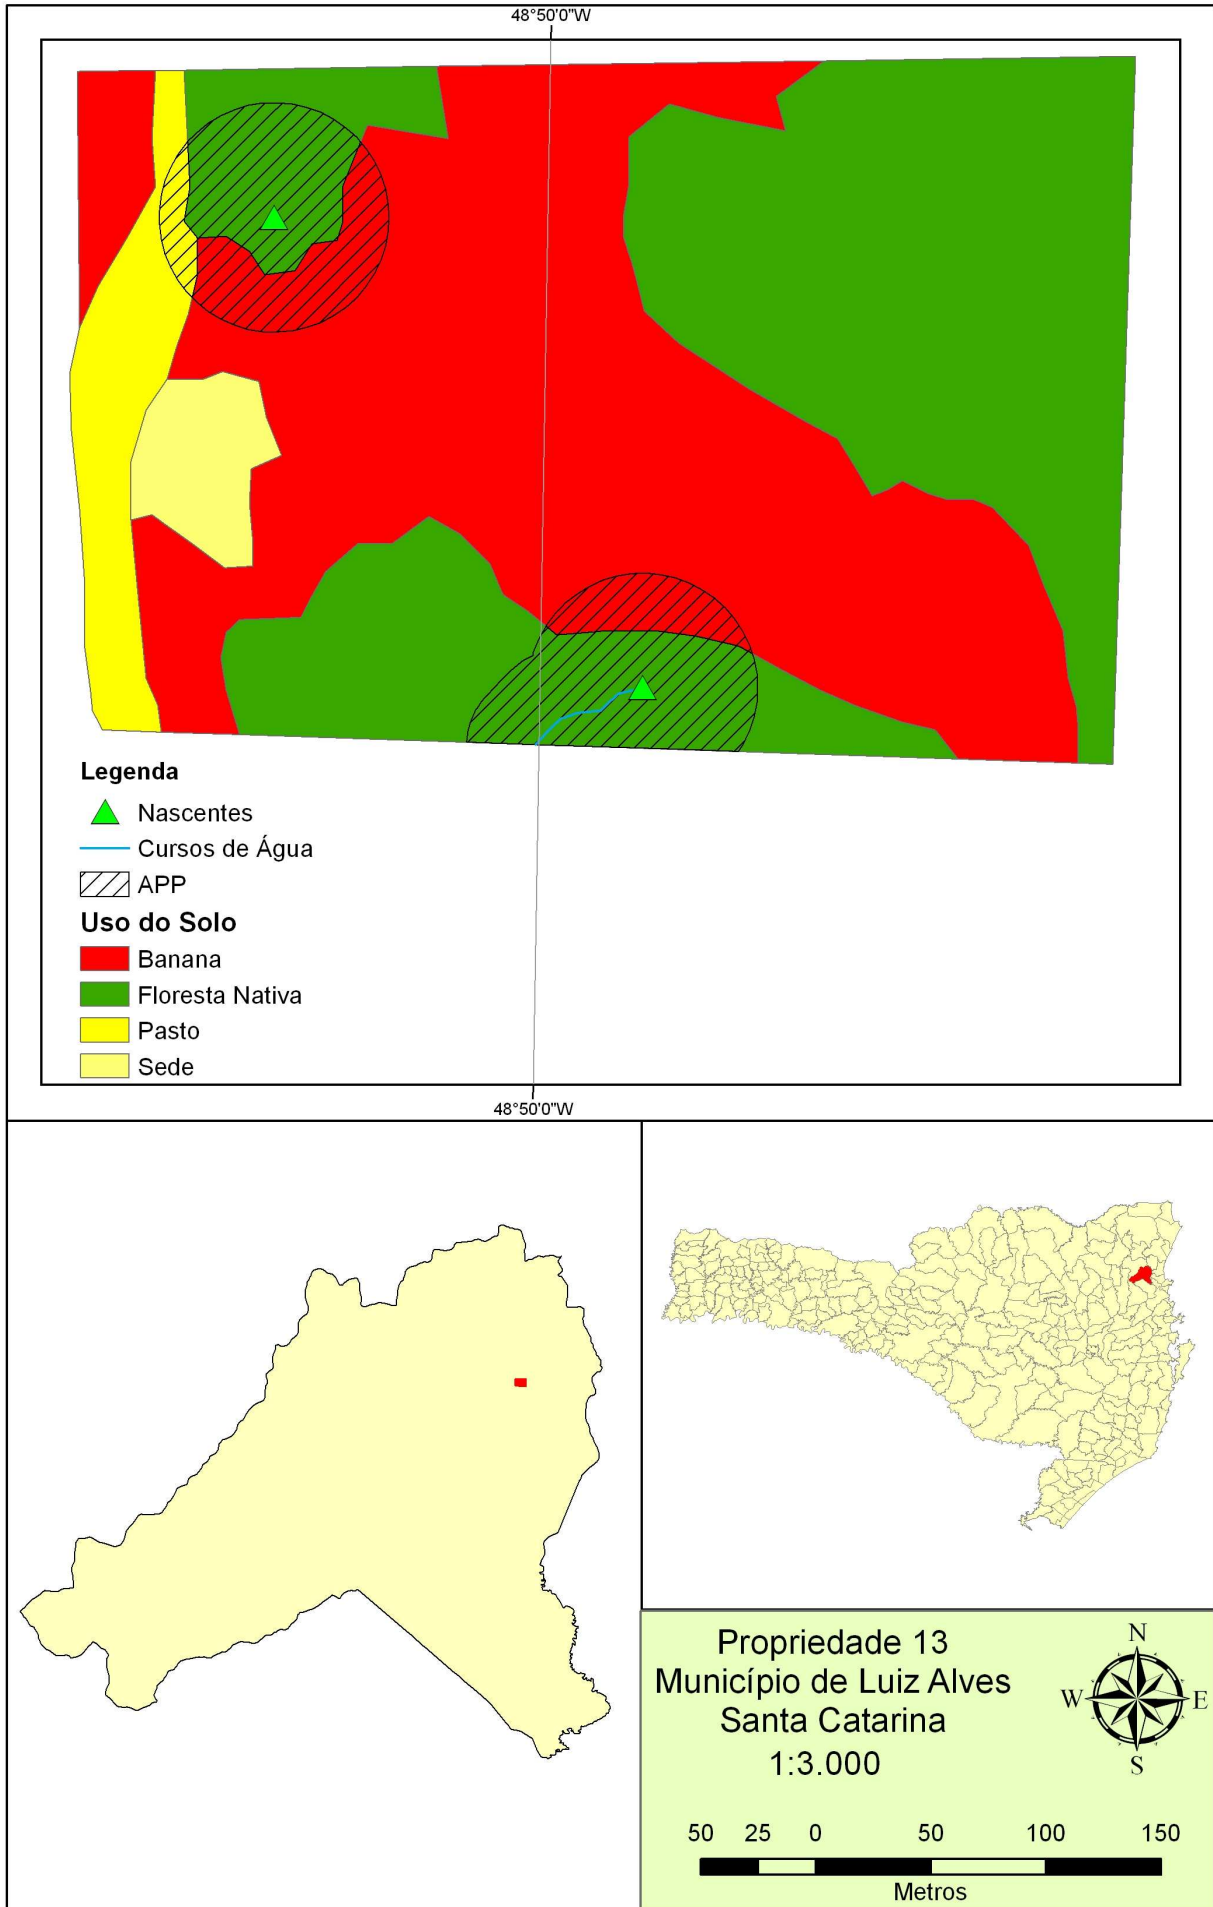 48°50'0"W
Legenda
Nascentes
Cursos de Água
APP
Uso do Solo
Banana
Floresta Nativa
Pasto
Sede
48°50'0"W
Propriedade 13
Município de Luiz Alves
Santa Catarina
1:3.000
N
W E
S
50 25 0 50 100 150
Metros